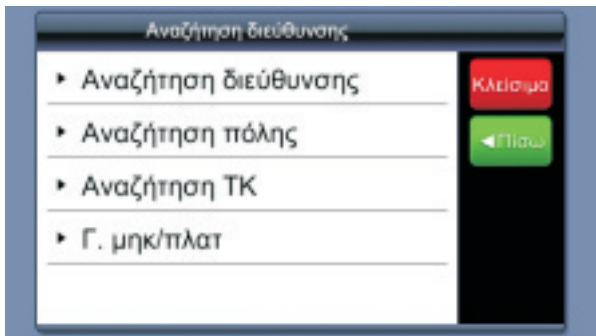 Αναζήτηση διεύθυνσης
Αναζήτηση διεύθυνσης
Αναζήτηση πόλης
Αναζήτηση ΤΚ
Γ. μηκ/πλατ
Κλείσιμο
Πίσω